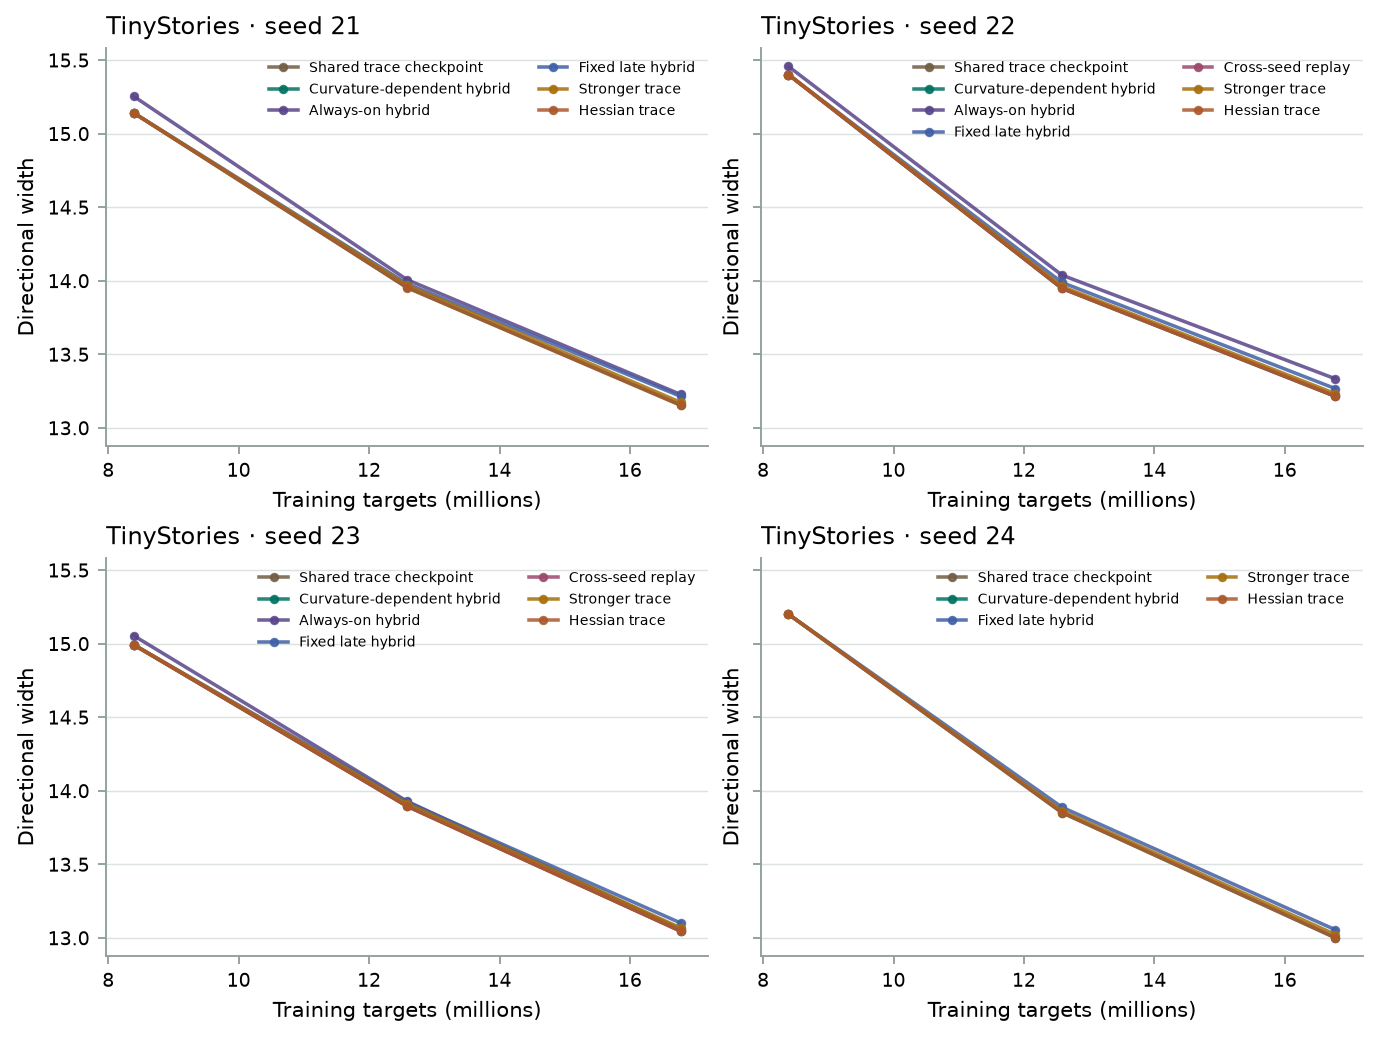 TinyStories · seed 21
Shared trace checkpoint
Curvature-dependent hybrid
Always-on hybrid
Fixed late hybrid
Stronger trace
Hessian trace
15.5
15.0
14.5
14.0
13.5
13.0
Directional width
8
10
12
14
16
Training targets (millions)
TinyStories · seed 22
Shared trace checkpoint
Curvature-dependent hybrid
Always-on hybrid
Fixed late hybrid
Cross-seed replay
Stronger trace
Hessian trace
Directional width
8
10
12
14
16
Training targets (millions)
TinyStories · seed 23
Shared trace checkpoint
Curvature-dependent hybrid
Always-on hybrid
Fixed late hybrid
Cross-seed replay
Stronger trace
Hessian trace
15.5
15.0
14.5
14.0
13.5
13.0
Directional width
8
10
12
14
16
Training targets (millions)
TinyStories · seed 24
Shared trace checkpoint
Curvature-dependent hybrid
Fixed late hybrid
Stronger trace
Hessian trace
Directional width
8
10
12
14
16
Training targets (millions)